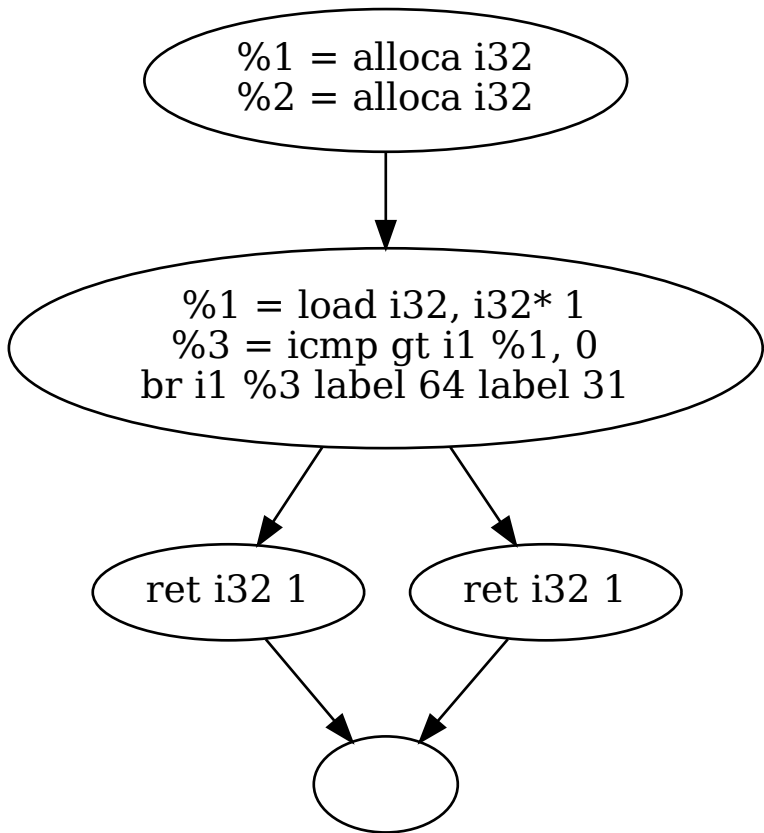 %1 = alloca i32
%2 = alloca i32
%1 = load i32, i32* 1
%3 = icmp gt i1 %1, 0
br i1 %3 label 64 label 31
ret i32 1
ret i32 1